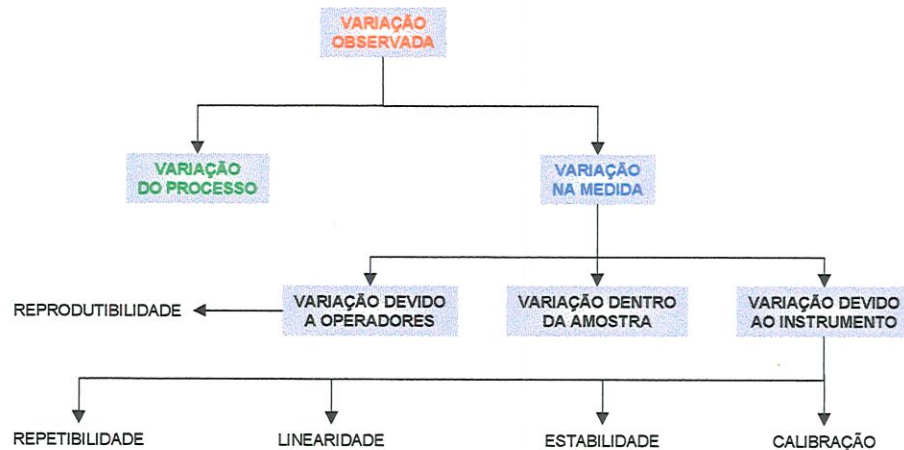 VARIAÇÃO
OBSERVADA
VARIAÇÃO
DO PROCESSO
VARIAÇÃO
NA MEDIDA
REPRODUTIBILIDADE
VARIAÇÃO DEVIDO
A OPERADORES
VARIAÇÃO DENTRO
DA AMOSTRA
VARIAÇÃO DEVIDO
AO INSTRUMENTO
REPETIBILIDADE
LINEARIDADE
ESTABILIDADE
CALIBRAÇÃO